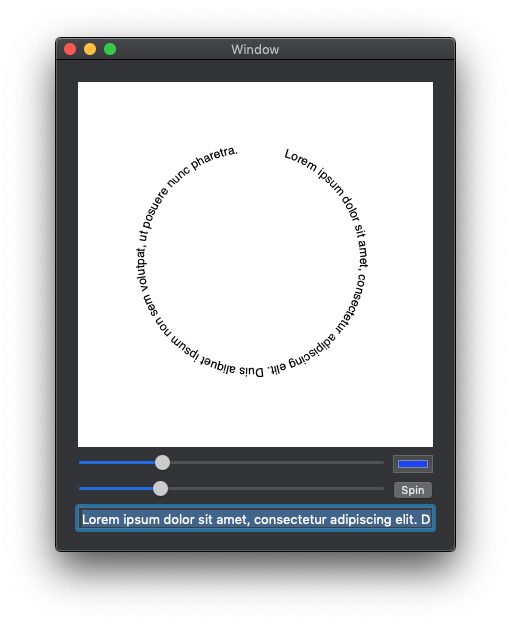 Window
Lorem ipsum dolor sit amet, consectetur adipiscing elit. Duis aliquet ipsum non sem volutpat, ut posuere nunc pharetra.
Spin
Lorem ipsum dolor sit amet, consectetur adipiscing elit. D